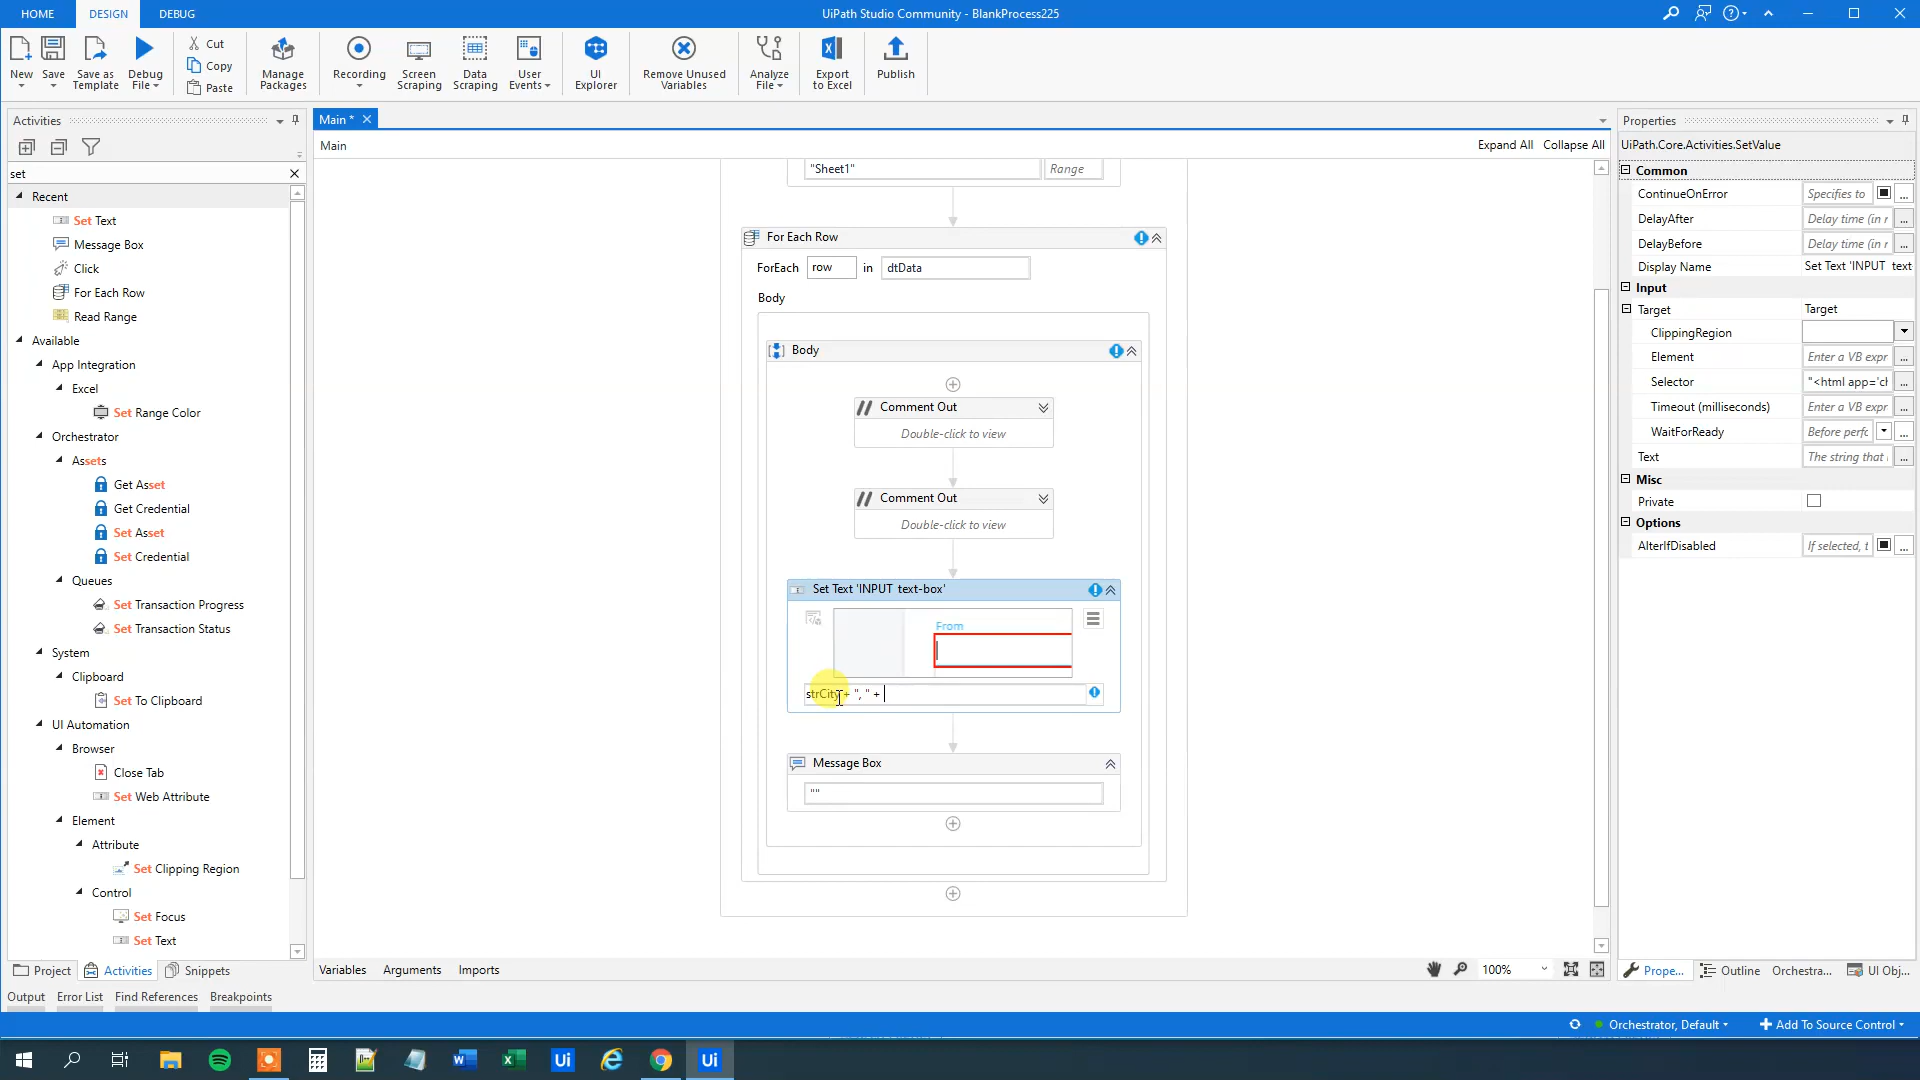 HOME
DESIGN
DEBUG
UiPath Studio Community - BlankProcess225
New
Save
Save as
Template
Debug
File
Cut
Copy
Paste
Manage
Packages
Recording
Screen
Scraping
Data
Scraping
User
Events
UI
Explorer
Remove Unused
Variables
Analyze
File
Export
to Excel
Publish
Activities
set
Recent
Set Text
Message Box
Click
For Each Row
Read Range
Available
App Integration
Excel
Set Range Color
Orchestrator
Assets
Get Asset
Get Credential
Set Asset
Set Credential
Queues
Set Transaction Progress
Set Transaction Status
System
Clipboard
Set To Clipboard
UI Automation
Browser
Close Tab
Set Web Attribute
Element
Attribute
Set Clipping Region
Control
Set Focus
Set Text
Project
Activities
Snippets
Main *
Main
Expand All
Collapse All
"Sheet1"
Range
For Each Row
ForEach
row
in
dtData
Body
Body
Comment Out
Double-click to view
Comment Out
Double-click to view
Set Text 'INPUT text-box'
From
strCity + ", " +
Message Box
""
Variables
Arguments
Imports
100%
Properties
UiPath.Core.Activities.SetValue
Common
ContinueOnError
Specifies to
DelayAfter
Delay time (in r
DelayBefore
Delay time (in r
Display Name
Set Text 'INPUT text
Input
Target
Target
ClippingRegion
Element
Enter a VB expr
Selector
"<html app='ch
Timeout (milliseconds)
Enter a VB expr
WaitForReady
Before perfc
Text
The string that
Misc
Private
Options
AlterIfDisabled
If selected, t
Prope...
Outline
Orchestra...
UI Obj...
Output
Error List
Find References
Breakpoints
Orchestrator, Default
Add To Source Control